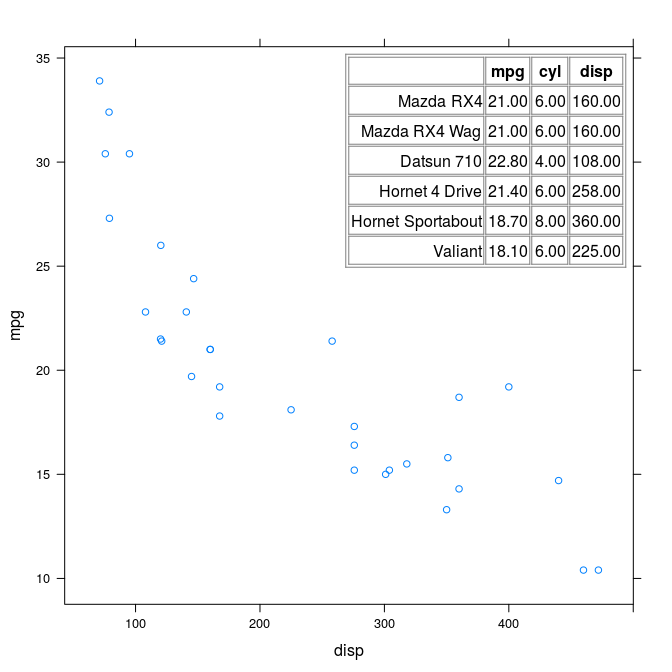 35
30
25
20
15
10
mpg
mpg cyl disp
Mazda RX4 21.00 6.00 160.00
Mazda RX4 Wag 21.00 6.00 160.00
Datsun 710 22.80 4.00 108.00
Hornet 4 Drive 21.40 6.00 258.00
Hornet Sportabout 18.70 8.00 360.00
Valiant 18.10 6.00 225.00
100 200 300 400
disp